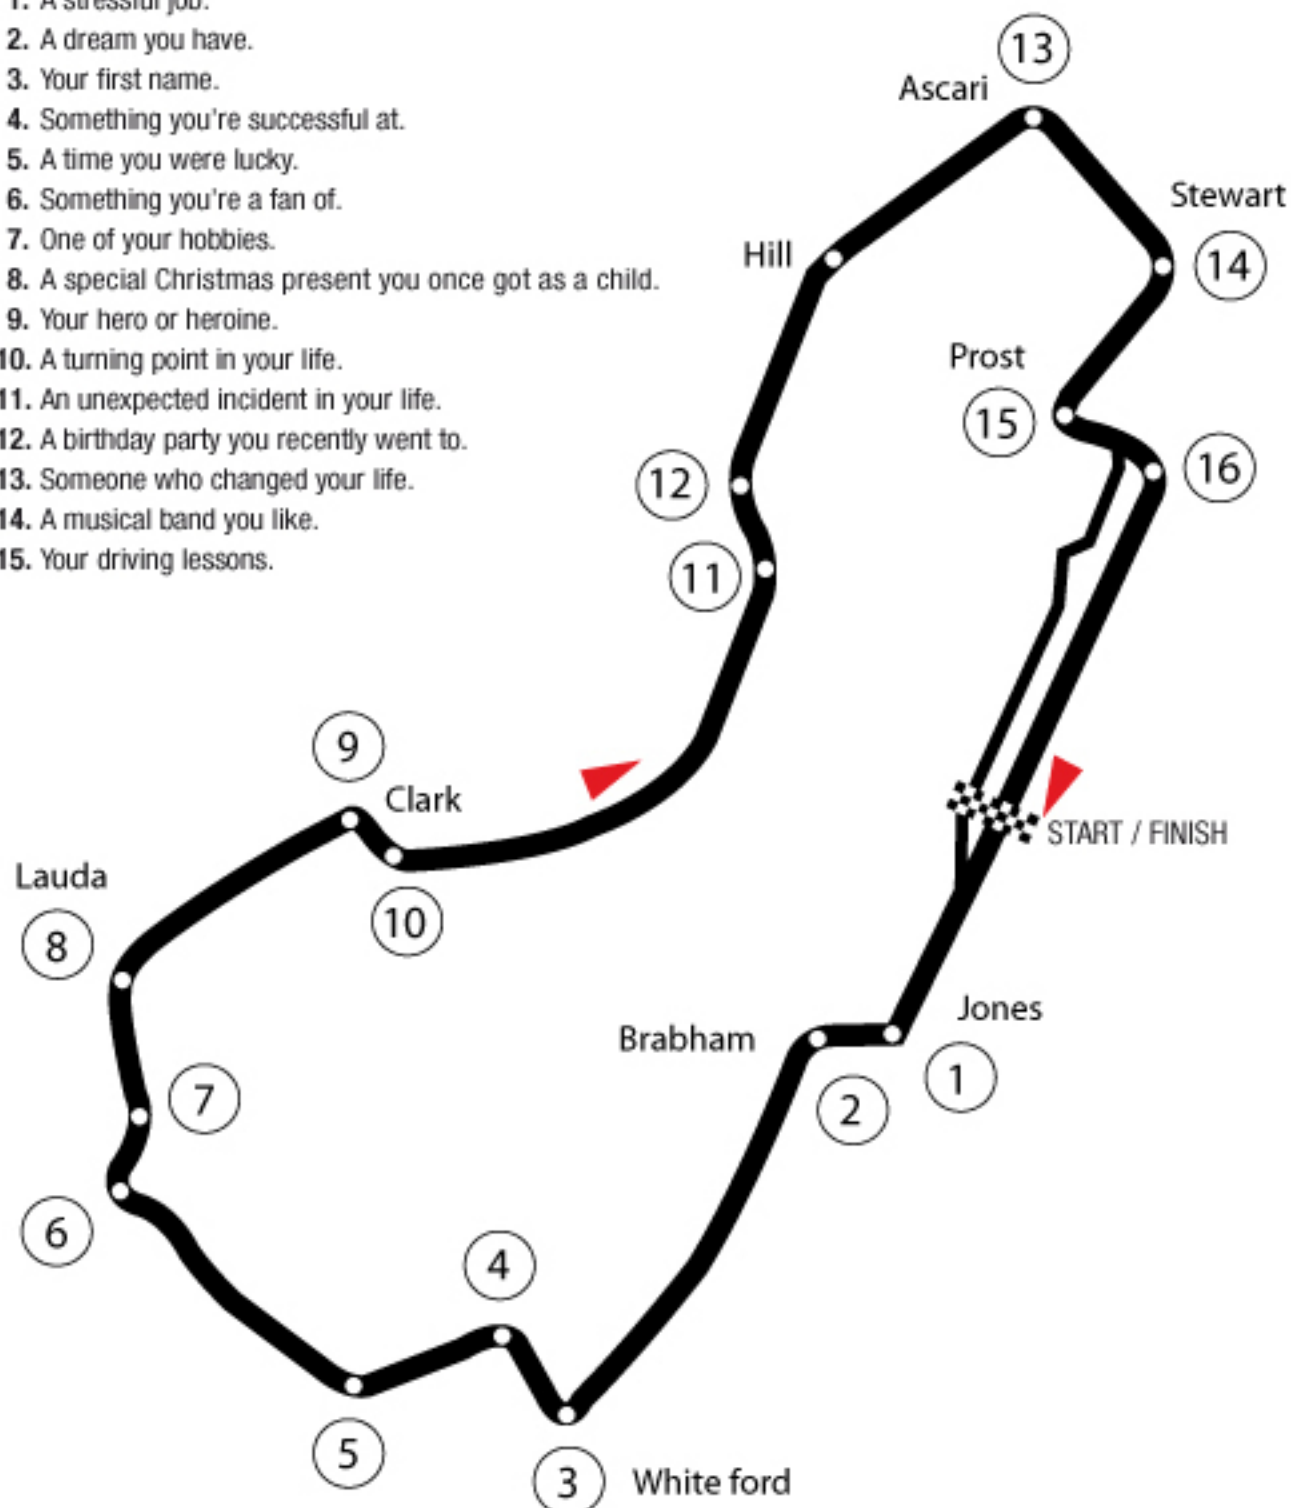 1. A stressful job.
2. A dream you have.
3. Your first name.
4. Something you're successful at.
5. A time you were lucky.
6. Something you're a fan of.
7. One of your hobbies.
8. A special Christmas present you once got as a child.
9. Your hero or heroine.
10. A turning point in your life.
11. An unexpected incident in your life.
12. A birthday party you recently went to.
13. Someone who changed your life.
14. A musical band you like.
15. Your driving lessons.
13
Ascari
Stewart
14
Hill
Prost
15
16
12
11
9
Clark
START / FINISH
Lauda
8
10
Jones
Brabham
1
2
7
6
4
5
3
White ford